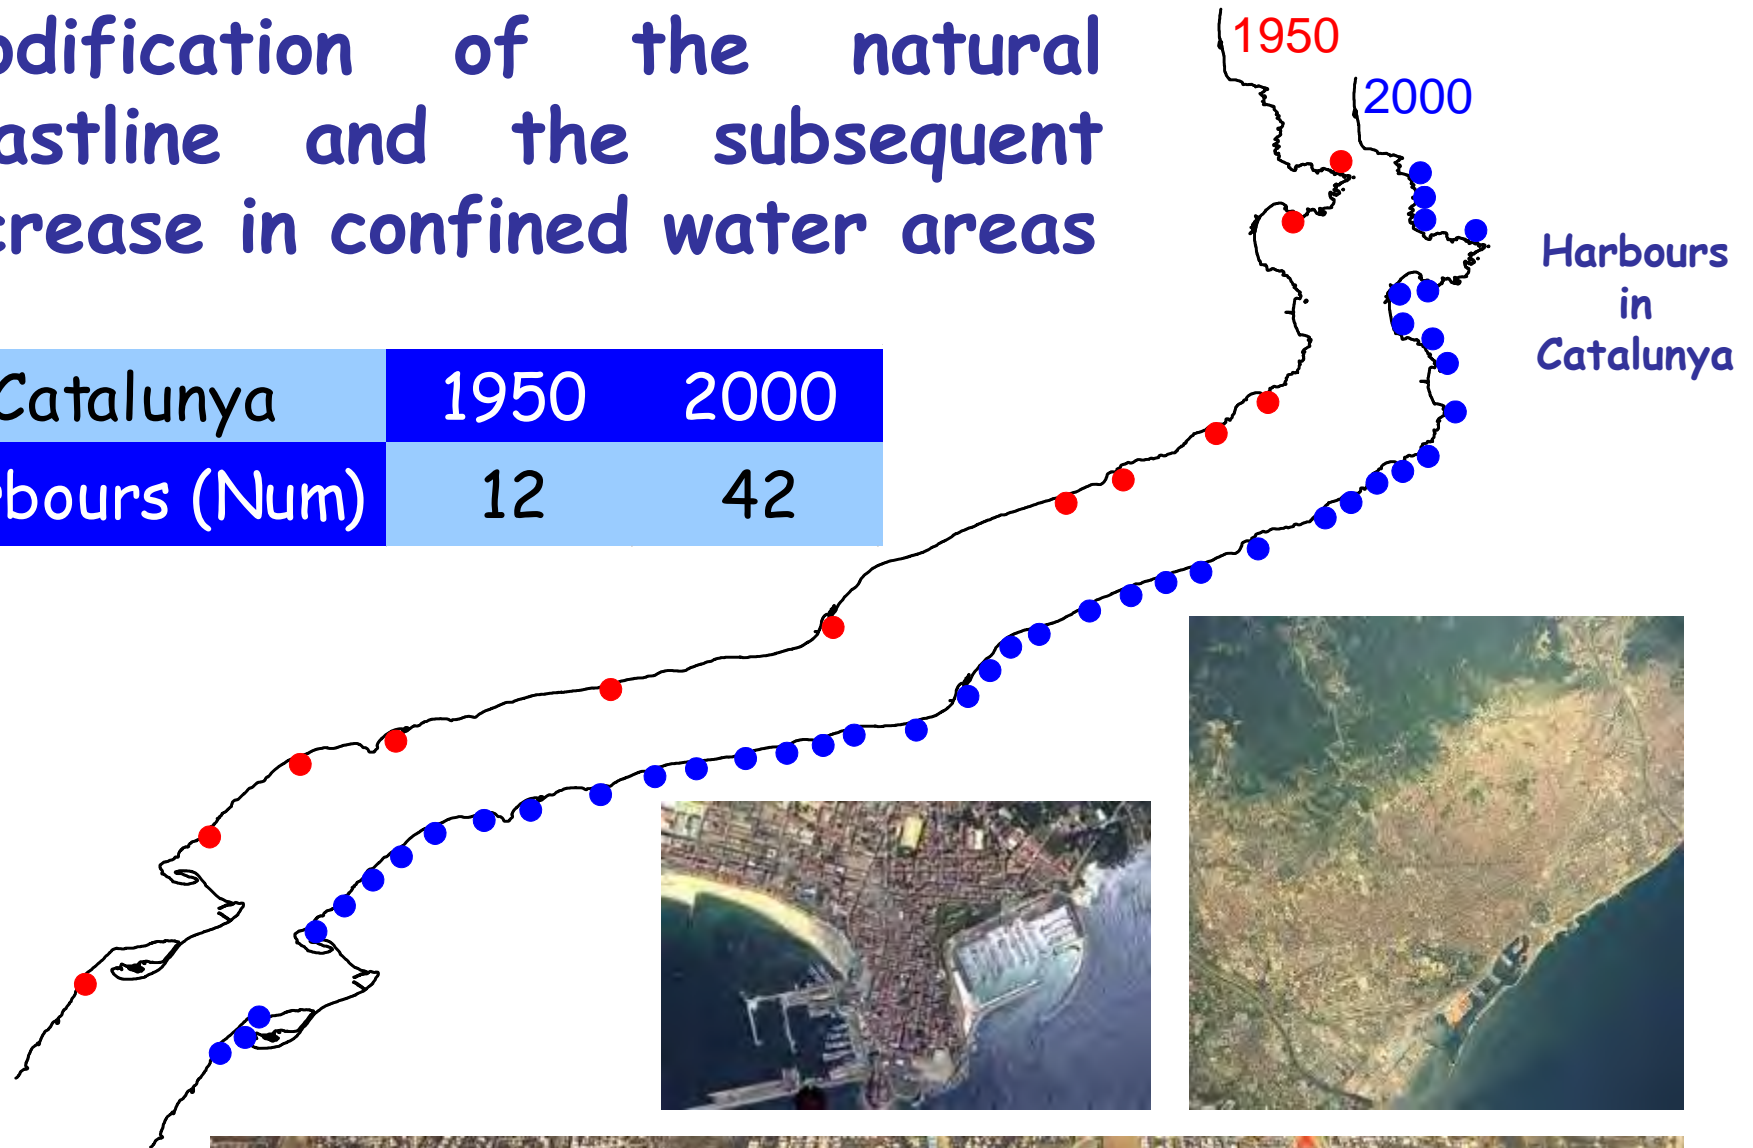 odification of the natural
astline and the subsequent
crease in confined water areas
1950
2000
Harbours
in
Catalunya
Catalunya 1950 2000
rbours (Num) 12 42